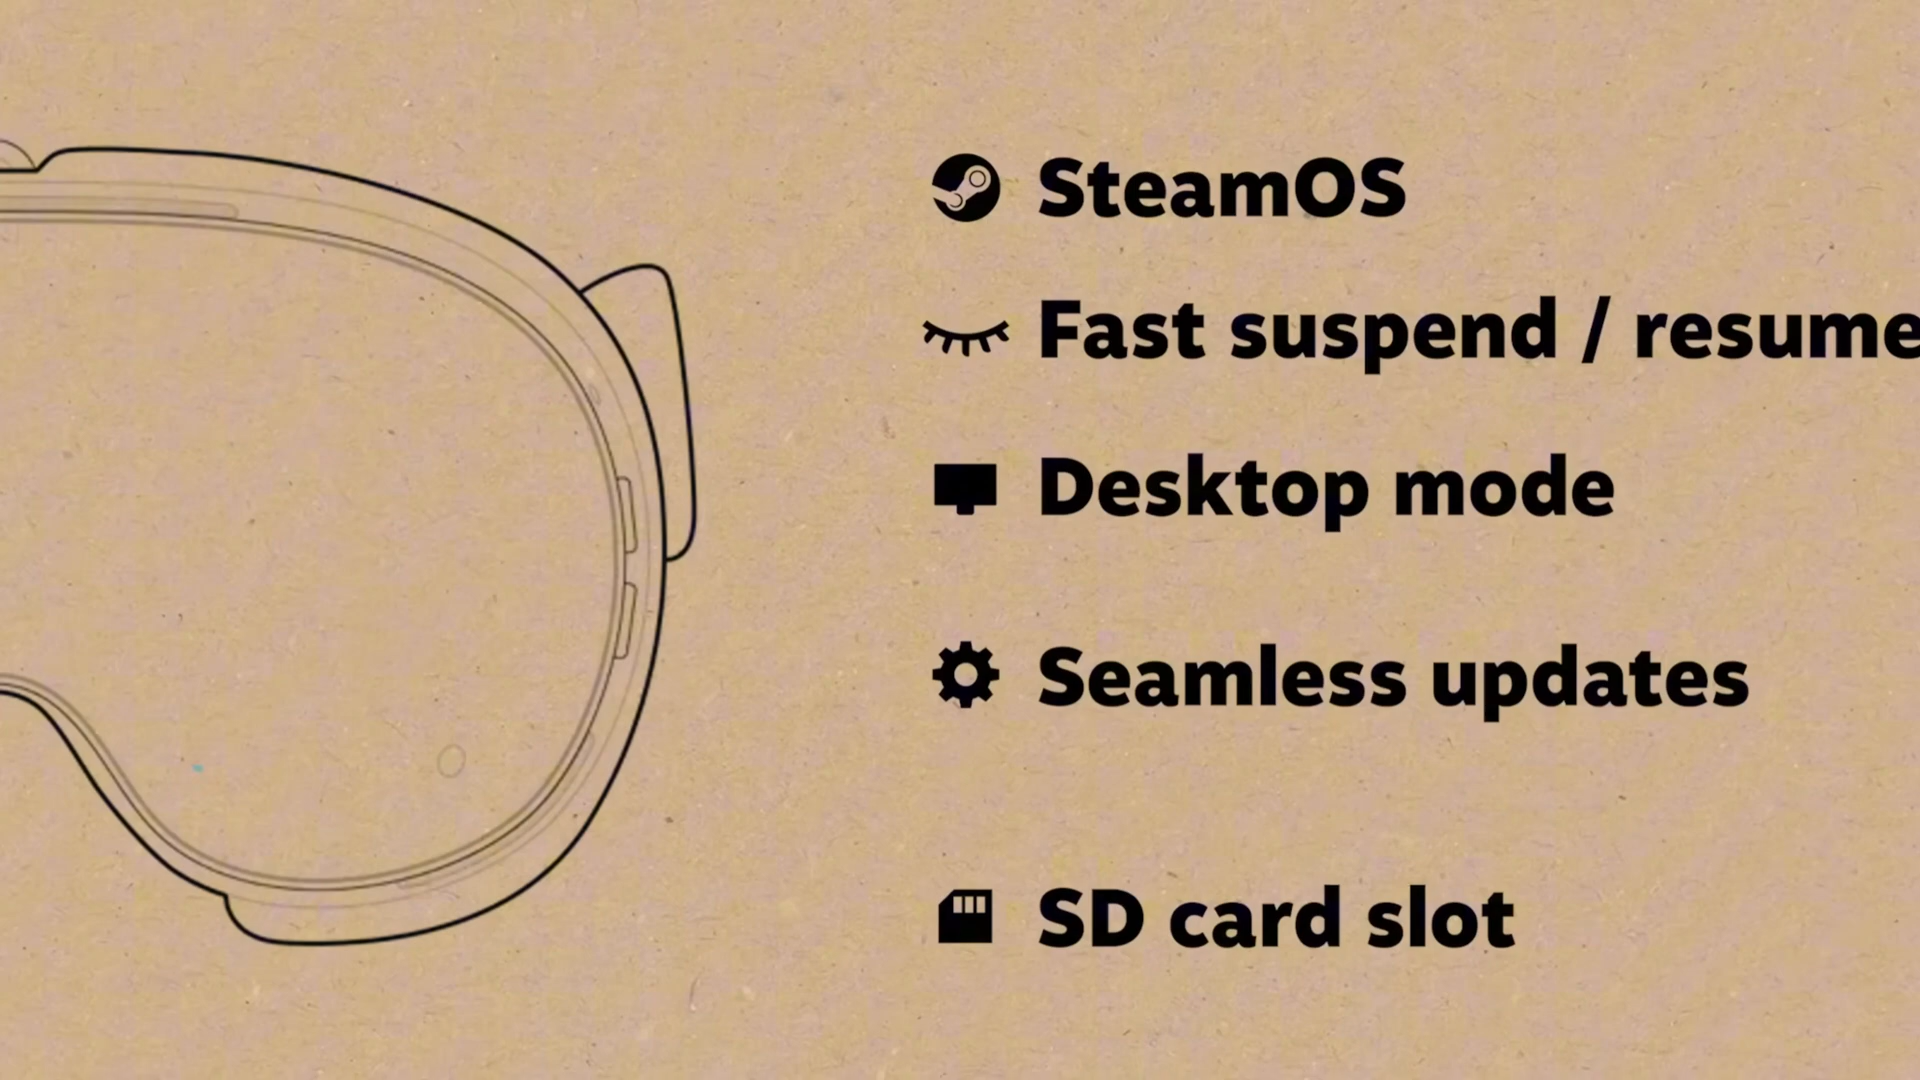 SteamOS
Fast suspend / resume
Desktop mode
Seamless updates
SD card slot